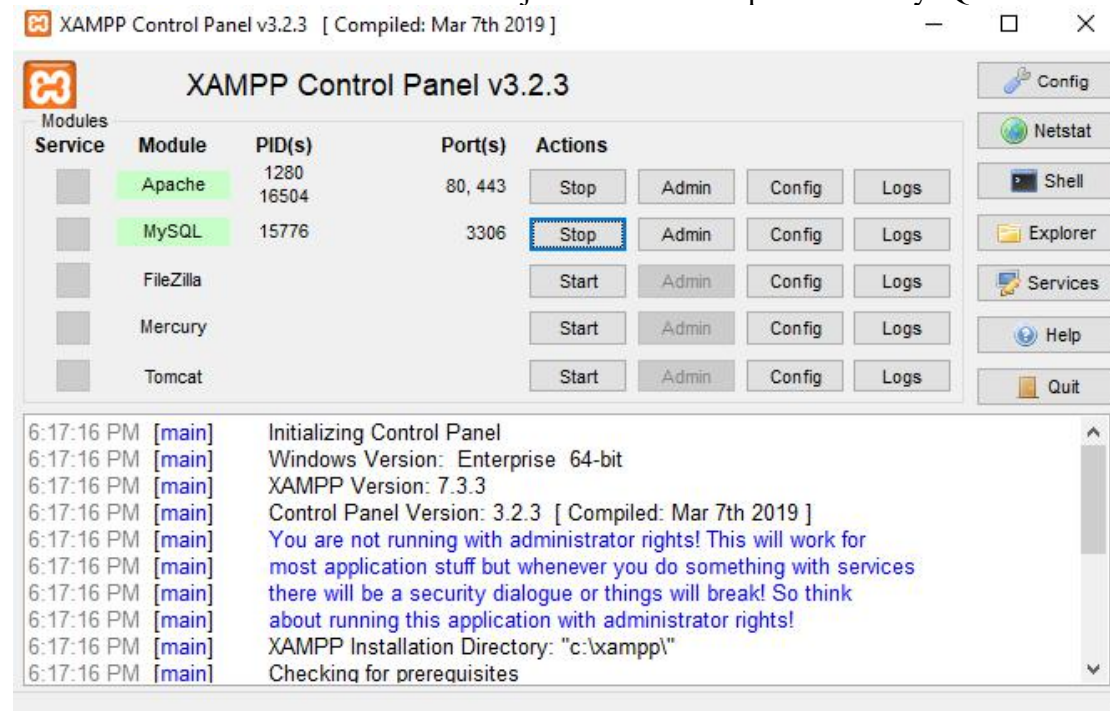 XAMPP Control Panel v3.2.3 [ Compiled: Mar 7th 2019 ]
XAMPP Control Panel v3.2.3
Config
Modules
Service Module PID(s) Port(s) Actions
Netstat
Apache 1280 16504 80, 443 Stop Admin Config Logs
Shell
MySQL 15776 3306 Stop Admin Config Logs
Explorer
FileZilla Start Admin Config Logs
Services
Mercury Start Admin Config Logs
Help
Tomcat Start Admin Config Logs
Quit
6:17:16 PM [main] Initializing Control Panel
6:17:16 PM [main] Windows Version: Enterprise 64-bit
6:17:16 PM [main] XAMPP Version: 7.3.3
6:17:16 PM [main] Control Panel Version: 3.2.3 [ Compiled: Mar 7th 2019 ]
6:17:16 PM [main] You are not running with administrator rights! This will work for
6:17:16 PM [main] most application stuff but whenever you do something with services
6:17:16 PM [main] there will be a security dialogue or things will break! So think
6:17:16 PM [main] about running this application with administrator rights!
6:17:16 PM [main] XAMPP Installation Directory: "c:\xampp\"
6:17:16 PM [main] Checking for prerequisites